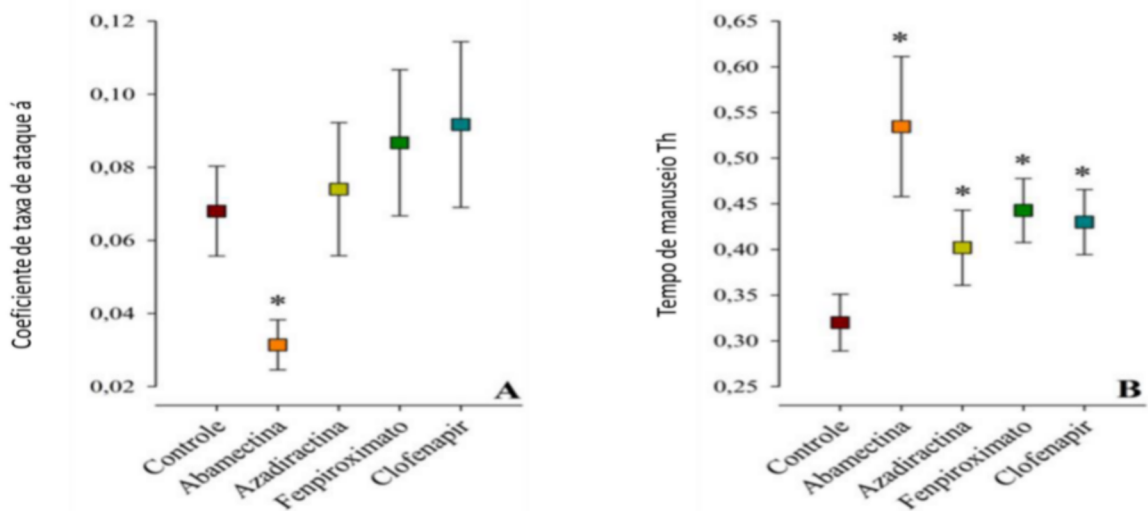 Coeficiente de taxa de ataque á
0,12
0,10
0,08
0,06
0,04
0,02
*
A
Controle
Abamectina
Azadiractina
Fenpiroximato
Clofenapir
Tempo de manuseio Th
0,65
0,60
0,55
0,50
0,45
0,40
0,35
0,30
0,25
*
*
*
*
B
Controle
Abamectina
Azadiractina
Fenpiroximato
Clofenapir